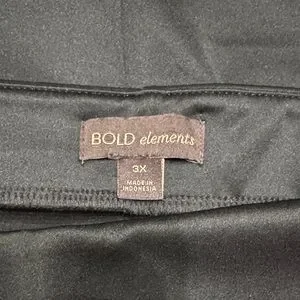 BOLD elements
3X
MADE IN
INDONESIA